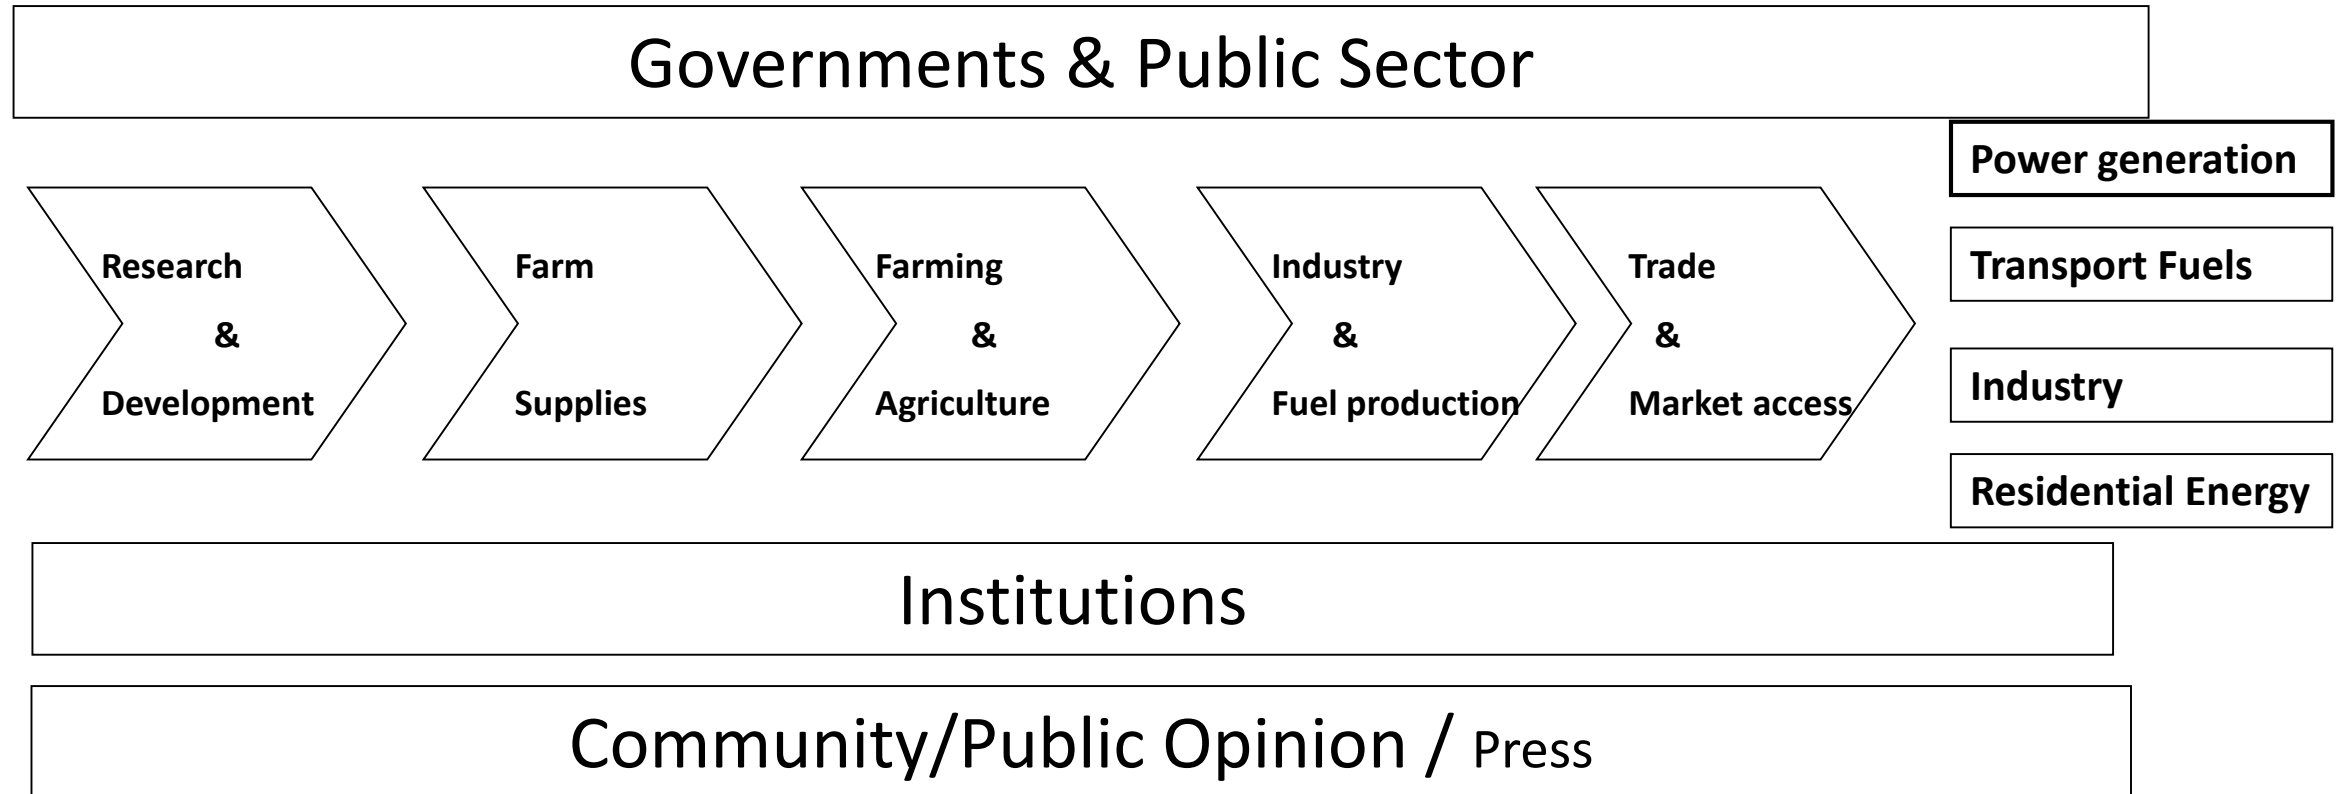 Governments & Public Sector
Research
&
Development
Farm
Supplies
Farming
&
Agriculture
Industry
&
Fuel production
Trade
&
Market access
Power generation
Transport Fuels
Industry
Residential Energy
Institutions
Community/Public Opinion / Press